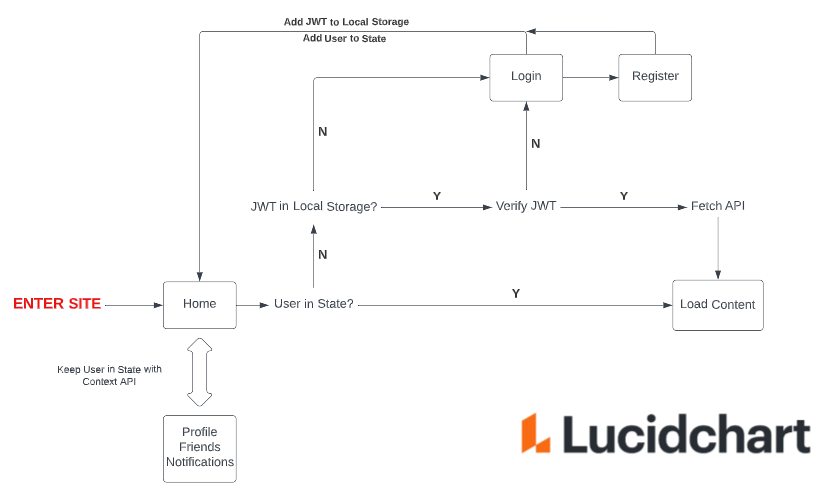 Add JWT to Local Storage
Add User to State
Login
Register
N
N
JWT in Local Storage?
Y
Verify JWT
Y
Fetch API
N
ENTER SITE
Home
User in State?
Y
Load Content
Keep User in State with
Context API
Profile
Friends
Notifications
Lucidchart